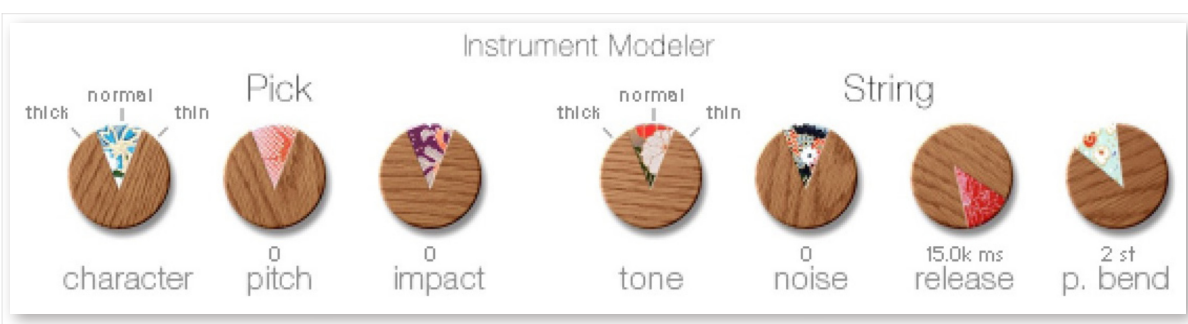 Instrument Modeler
Pick
thick normal thin
character
0
pitch
0
impact
String
thick normal thin
tone
0
noise
15.0k ms
release
2 st
p. bend